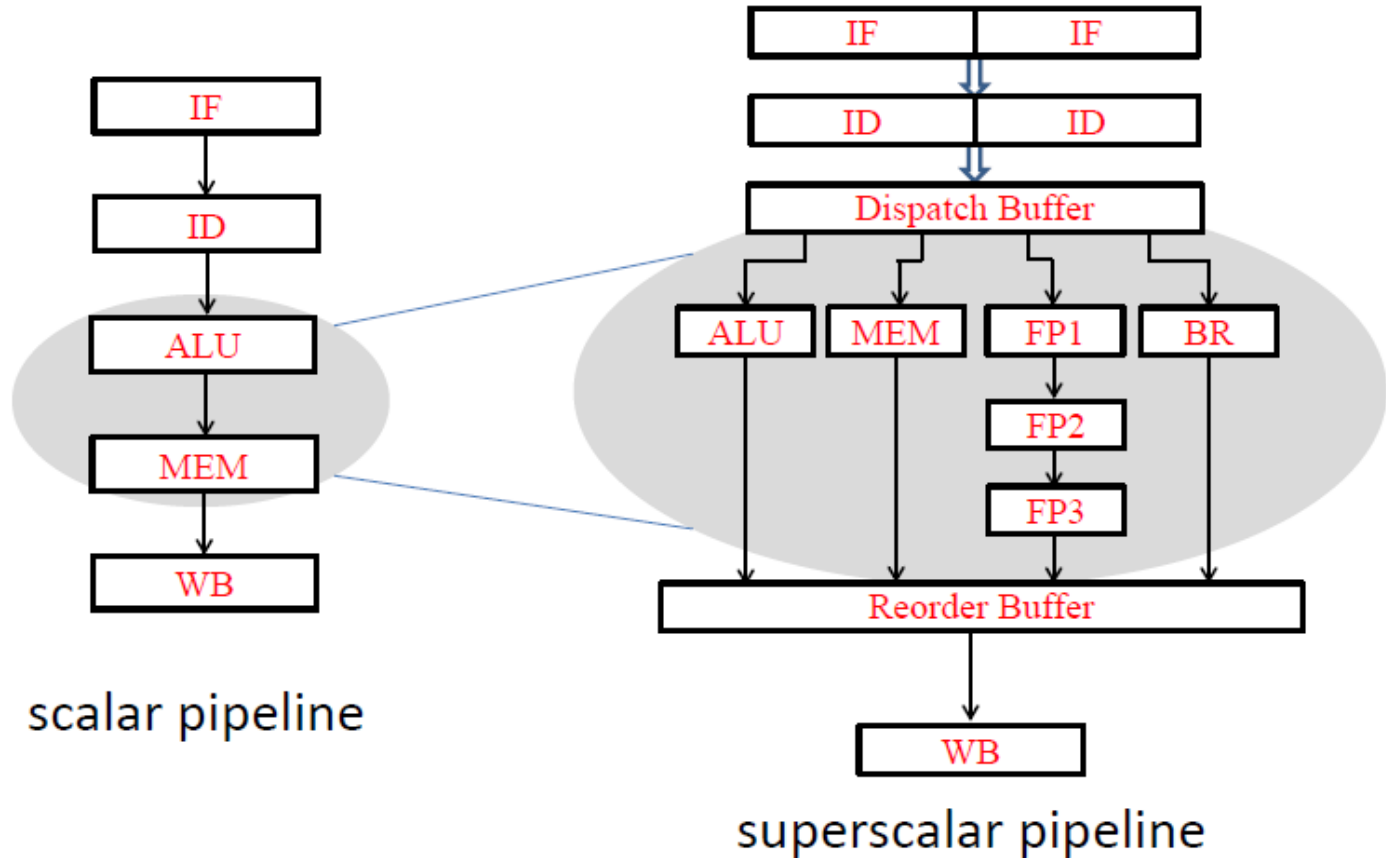 IF
ID
ALU
MEM
WB
scalar pipeline
IF IF
ID ID
Dispatch Buffer
ALU MEM FP1 BR
FP2
FP3
Reorder Buffer
WB
superscalar pipeline